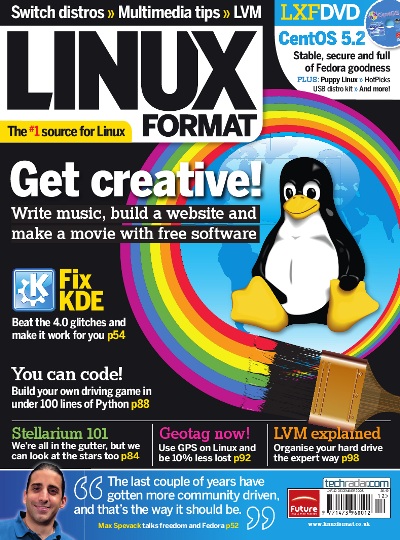 Switch distros » Multimedia tips » LVM
LXFDVD
CentOS 5.2
Stable, secure and full
of Fedora goodness
PLUS: Puppy Linux » HotPicks
USB distro kit » And more!
LINUX
FORMAT
The #1 source for Linux
Get creative!
Write music, build a website and
make a movie with free software
K
Fix
KDE
Beat the 4.0 glitches and
make it work for you p54
You can code!
Build your own driving game in
under 100 lines of Python p88
Stellarium 101
We're all in the gutter, but we
can look at the stars too p84
Geotag now!
Use GPS on Linux and
be 10% less lost p92
LVM explained
Organise your hard drive
the expert way p98
“The last couple of years have
gotten more community driven,
and that's the way it should be.”
Max Spevack talks freedom and Fedora p52
Future
techradar.com
www.linuxformat.co.uk